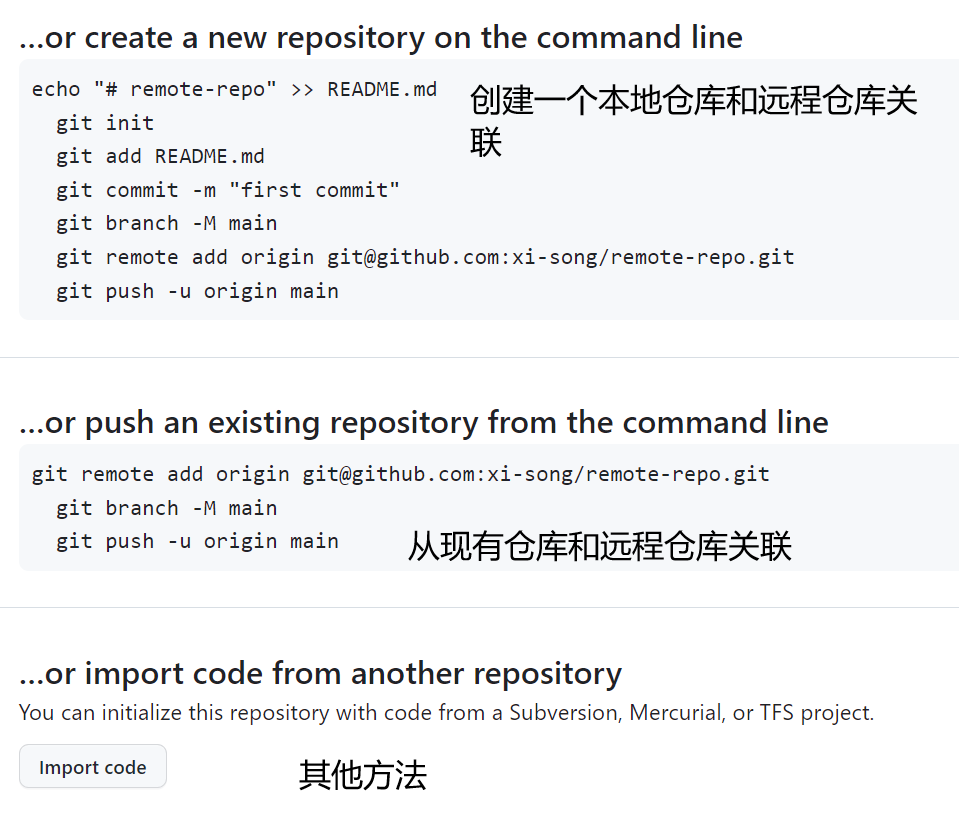 ...or create a new repository on the command line
echo "# remote-repo" >> README.md
创建一个本地仓库和远程仓库关
联
git init
git add README.md
git commit -m "first commit"
git branch -M main
git remote add origin git@github.com:xi-song/remote-repo.git
git push -u origin main
...or push an existing repository from the command line
git remote add origin git@github.com:xi-song/remote-repo.git
git branch -M main
git push -u origin main
从现有仓库和远程仓库关联
...or import code from another repository
You can initialize this repository with code from a Subversion, Mercurial, or TFS project.
Import code
其他方法